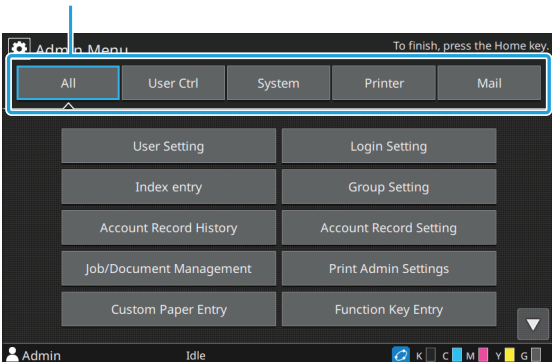 Admin Menu
To finish, press the Home key.
All User Ctrl System Printer Mail
User Setting Login Setting
Index entry Group Setting
Account Record History Account Record Setting
Job/Document Management Print Admin Settings
Custom Paper Entry Function Key Entry
Admin Idle K C M Y G